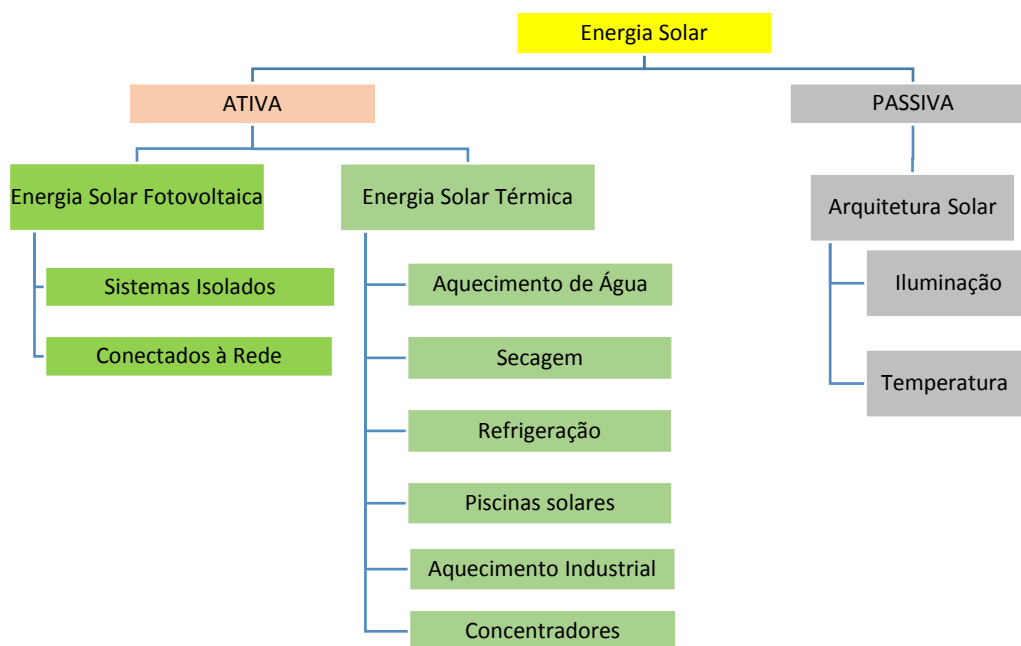 Energia Solar
ATIVA
PASSIVA
Energia Solar Fotovoltaica
Energia Solar Térmica
Arquitetura Solar
Sistemas Isolados
Conectados à Rede
Aquecimento de Água
Secagem
Refrigeração
Piscinas solares
Aquecimento Industrial
Concentradores
Iluminação
Temperatura